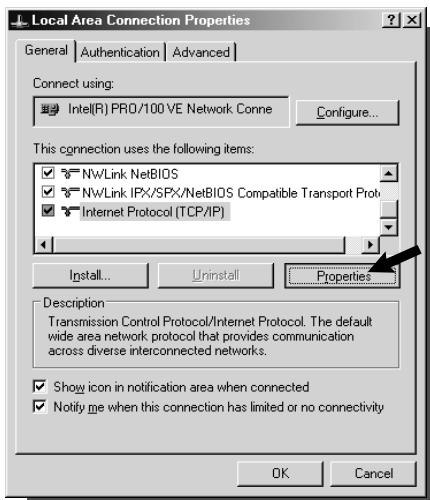 Local Area Connection Properties
General Authentication Advanced
Connect using:
Intel(R) PRO/100 VE Network Conne
Configure...
This connection uses the following items:
NWLink NetBIOS
NWLink IPX/SPX/NetBIOS Compatible Transport Prot
Internet Protocol (TCP/IP)
Install... Uninstall Properties
Description
Transmission Control Protocol/Internet Protocol. The default
wide area network protocol that provides communication
across diverse interconnected networks.
Show icon in notification area when connected
Notify me when this connection has limited or no connectivity
OK Cancel